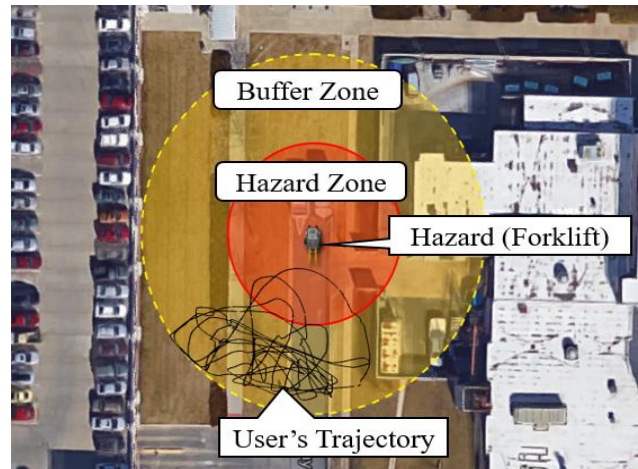 Buffer Zone
Hazard Zone
Hazard (Forklift)
User's Trajectory